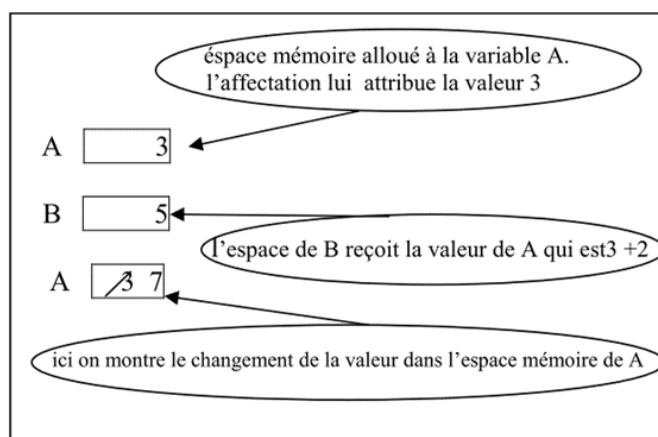 éspace mémoire alloué à la variable A.
l'affectation lui attribue la valeur 3
A 3
B 5
l'espace de B reçoit la valeur de A qui est3 +2
A 3 7
ici on montre le changement de la valeur dans l'espace mémoire de A